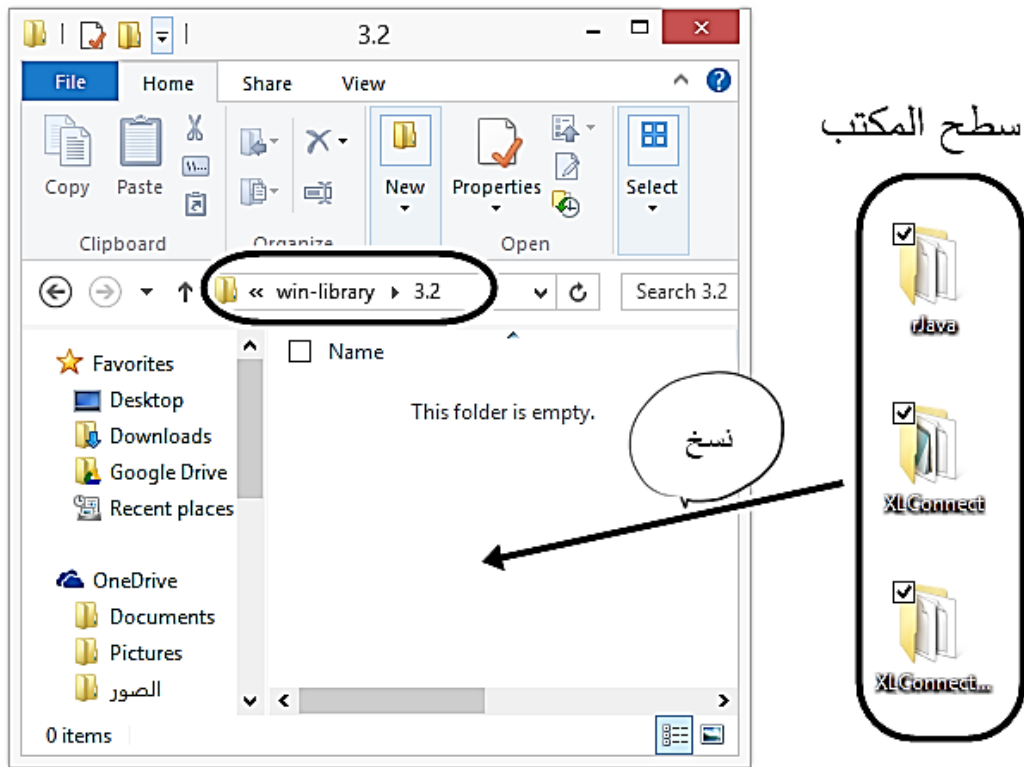 3.2
File Home Share View
Copy Paste New Properties Select
Clipboard Organize Open
« win-library 3.2 Search 3.2
Favorites
Desktop
Downloads
Google Drive
Recent places
OneDrive
Documents
Pictures
الصور
Name
This folder is empty.
0 items
نسخ
سطح المكتب
rJava
XLConnect
XLConnect...